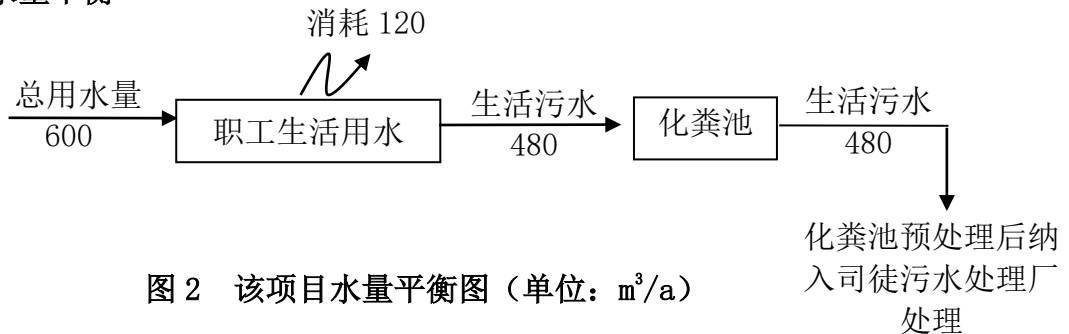 消耗 120
总用水量
600
职工生活用水
生活污水
480
化粪池
生活污水
480
化粪池预处理后纳
入司徒污水处理厂
处理
图 2 该项目水量平衡图（单位：m³/a）